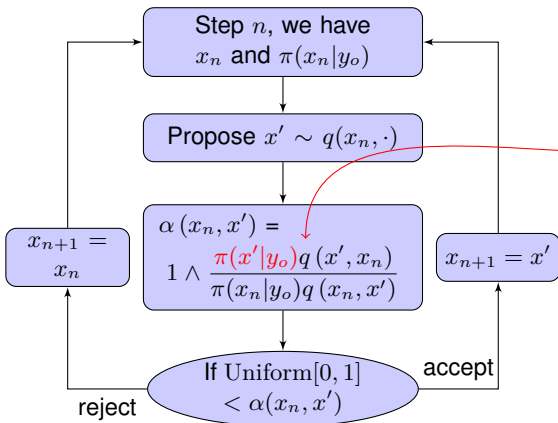 Step n, we have
x_n and π(x_n|y_o)
Propose x′ ∼ q(x_n, ·)
α (x_n, x′) =
1 ∧ π(x′|y_o)q (x′, x_n) / π(x_n|y_o)q (x_n, x′)
x_{n+1} =
x_n
x_{n+1} = x′
If Uniform[0, 1]
< α(x_n, x′)
accept
reject